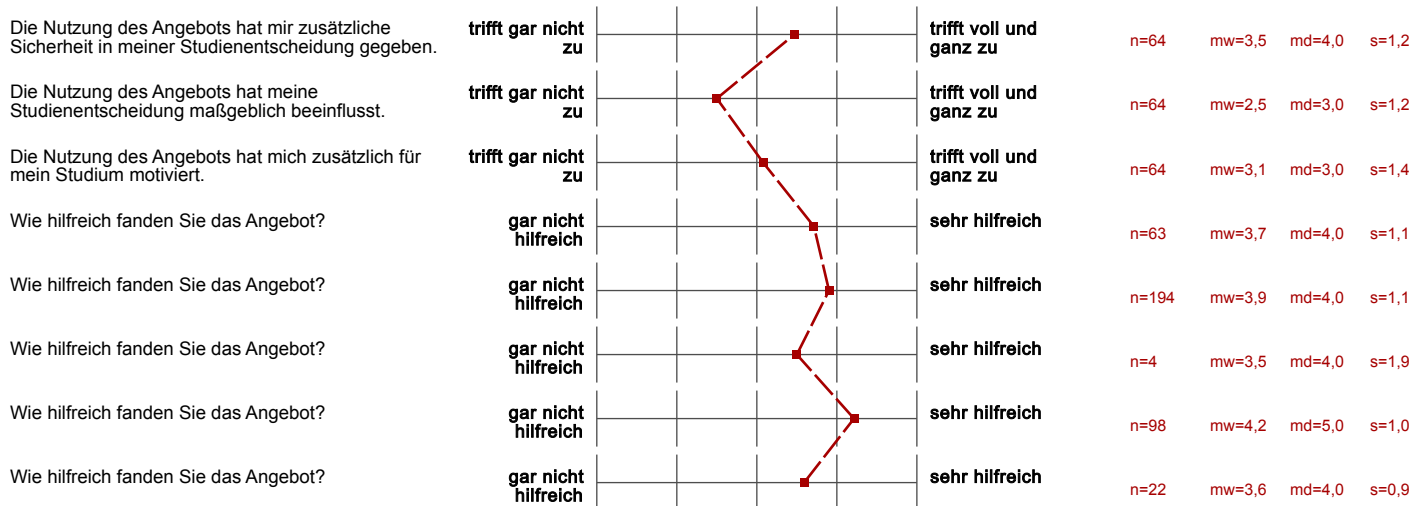 Die Nutzung des Angebots hat mir zusätzliche
Sicherheit in meiner Studienentscheidung gegeben.
trifft gar nicht
zu
trifft voll und
ganz zu
n=64 mw=3,5 md=4,0 s=1,2
Die Nutzung des Angebots hat meine
Studienentscheidung maßgeblich beeinflusst.
trifft gar nicht
zu
trifft voll und
ganz zu
n=64 mw=2,5 md=3,0 s=1,2
Die Nutzung des Angebots hat mich zusätzlich für
mein Studium motiviert.
trifft gar nicht
zu
trifft voll und
ganz zu
n=64 mw=3,1 md=3,0 s=1,4
Wie hilfreich fanden Sie das Angebot?
gar nicht
hilfreich
sehr hilfreich
n=63 mw=3,7 md=4,0 s=1,1
Wie hilfreich fanden Sie das Angebot?
gar nicht
hilfreich
sehr hilfreich
n=194 mw=3,9 md=4,0 s=1,1
Wie hilfreich fanden Sie das Angebot?
gar nicht
hilfreich
sehr hilfreich
n=4 mw=3,5 md=4,0 s=1,9
Wie hilfreich fanden Sie das Angebot?
gar nicht
hilfreich
sehr hilfreich
n=98 mw=4,2 md=5,0 s=1,0
Wie hilfreich fanden Sie das Angebot?
gar nicht
hilfreich
sehr hilfreich
n=22 mw=3,6 md=4,0 s=0,9